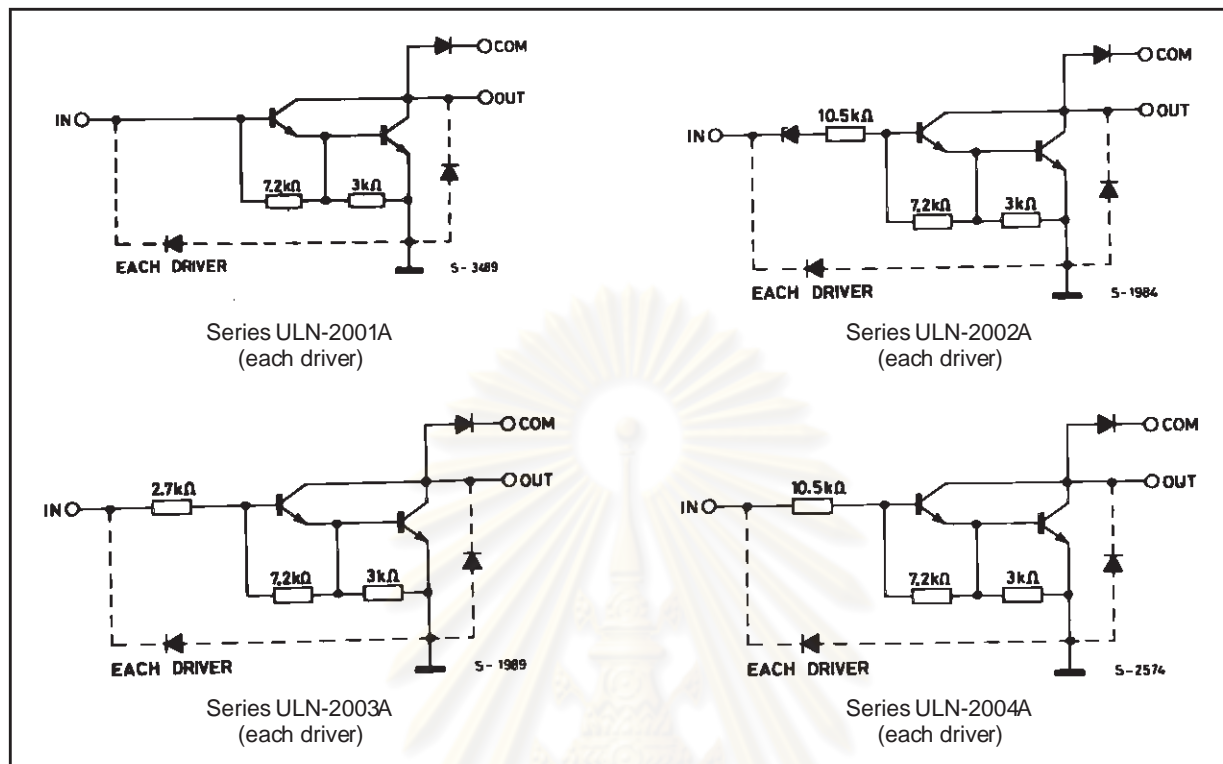 COM
OUT
IN
7.2kΩ 3kΩ
EACH DRIVER
S-3489
Series ULN-2001A
(each driver)
COM
OUT
IN
10.5kΩ
7.2kΩ 3kΩ
EACH DRIVER
S-1984
Series ULN-2002A
(each driver)
COM
OUT
IN
2.7kΩ
7.2kΩ 3kΩ
EACH DRIVER
S-1989
Series ULN-2003A
(each driver)
COM
OUT
IN
10.5kΩ
7.2kΩ 3kΩ
EACH DRIVER
S-2574
Series ULN-2004A
(each driver)